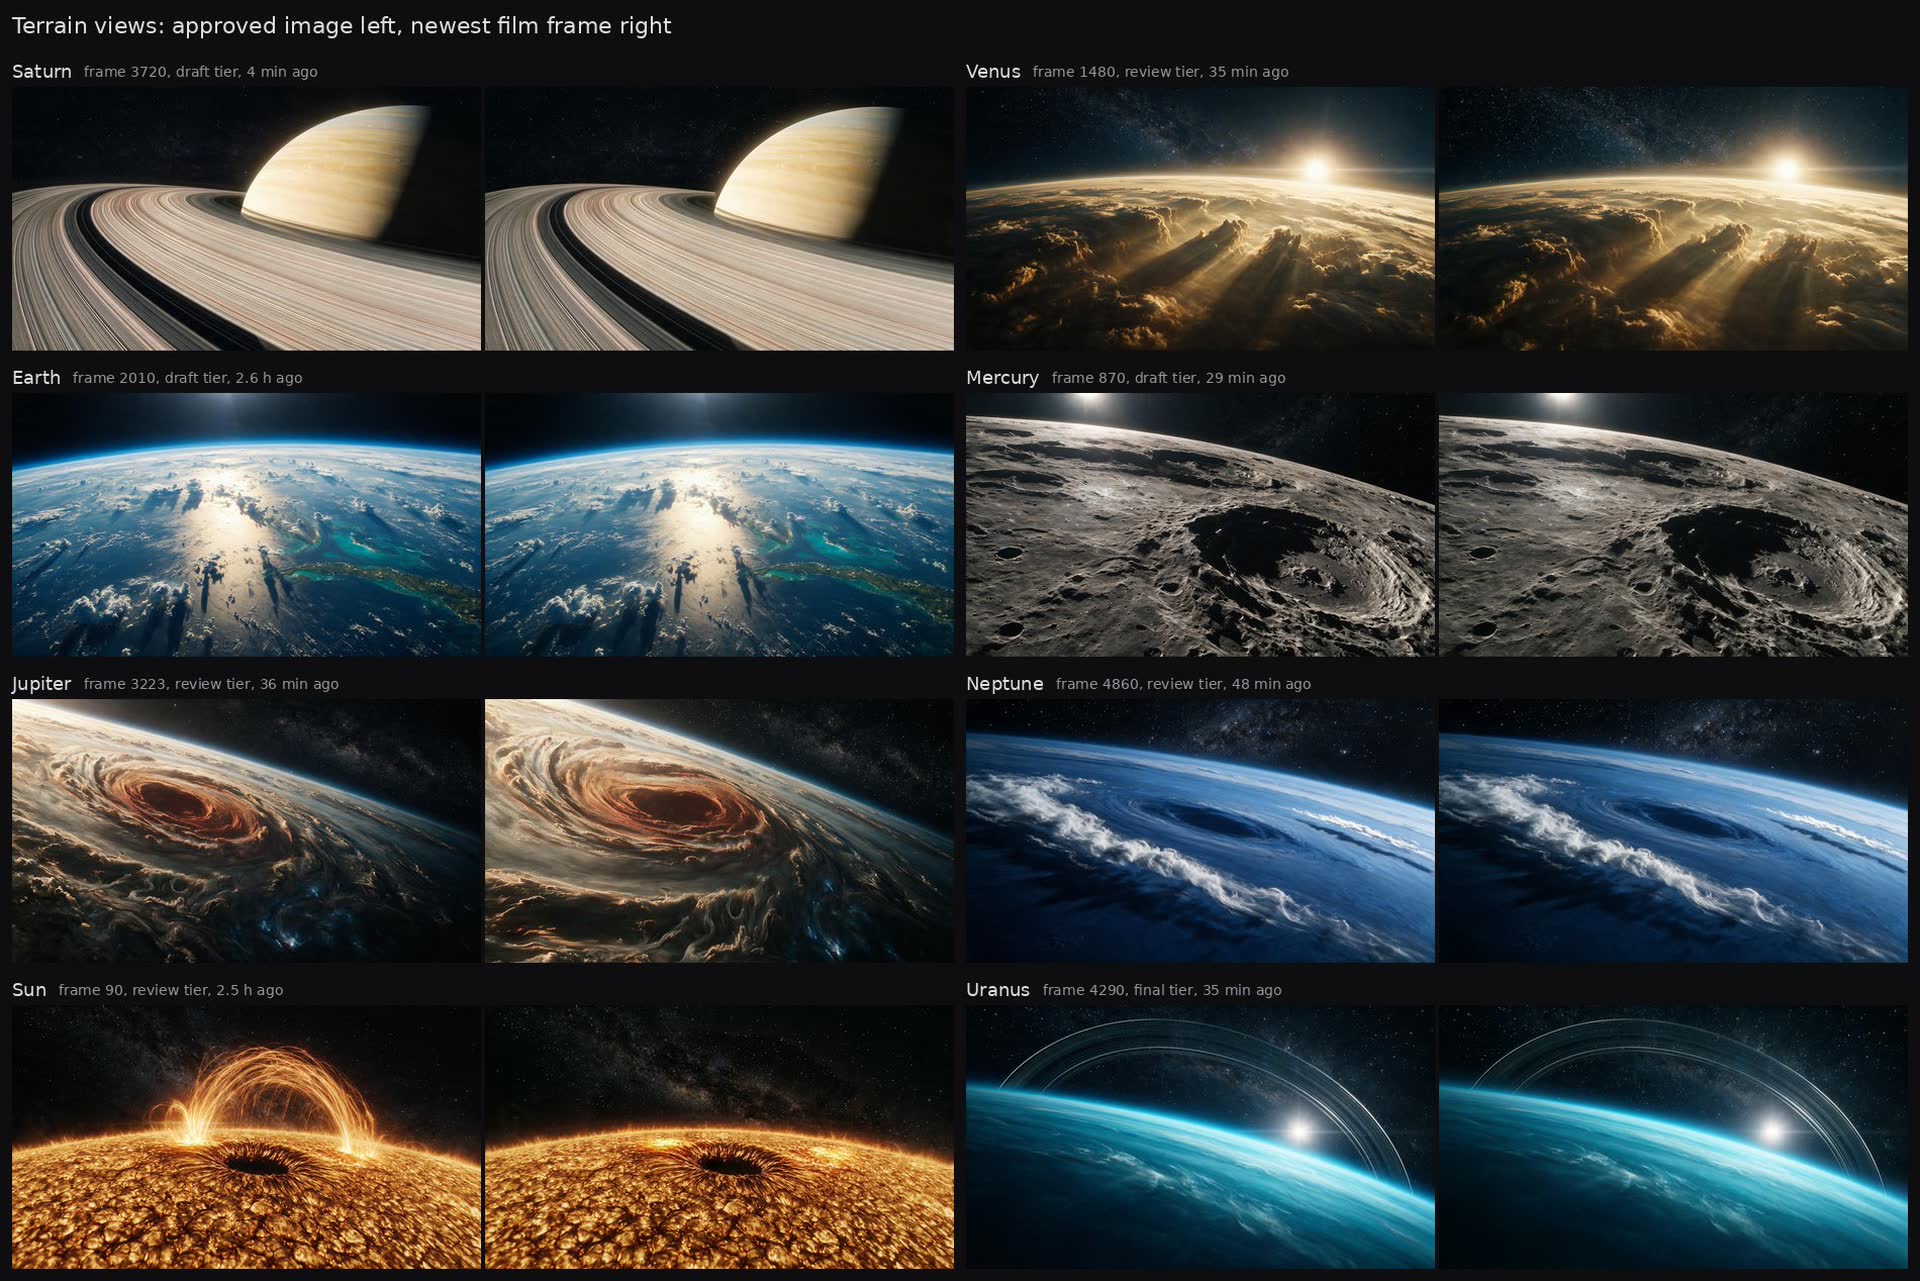 Terrain views: approved image left, newest film frame right
Saturn frame 3720, draft tier, 4 min ago
Venus frame 1480, review tier, 35 min ago
Earth frame 2010, draft tier, 2.6 h ago
Mercury frame 870, draft tier, 29 min ago
Jupiter frame 3223, review tier, 36 min ago
Neptune frame 4860, review tier, 48 min ago
Sun frame 90, review tier, 2.5 h ago
Uranus frame 4290, final tier, 35 min ago